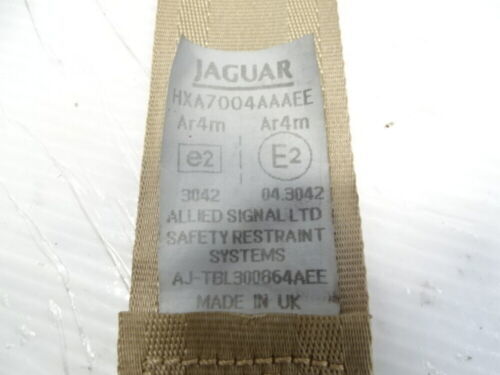 JAGUAR
HXA7004AAAEE
Ar4m Ar4m
e2 E2
3042 04.3042
ALLIED SIGNAL LTD
SAFETY RESTRAINT
SYSTEMS
AJ-TBL300664AEE
MADE IN UK